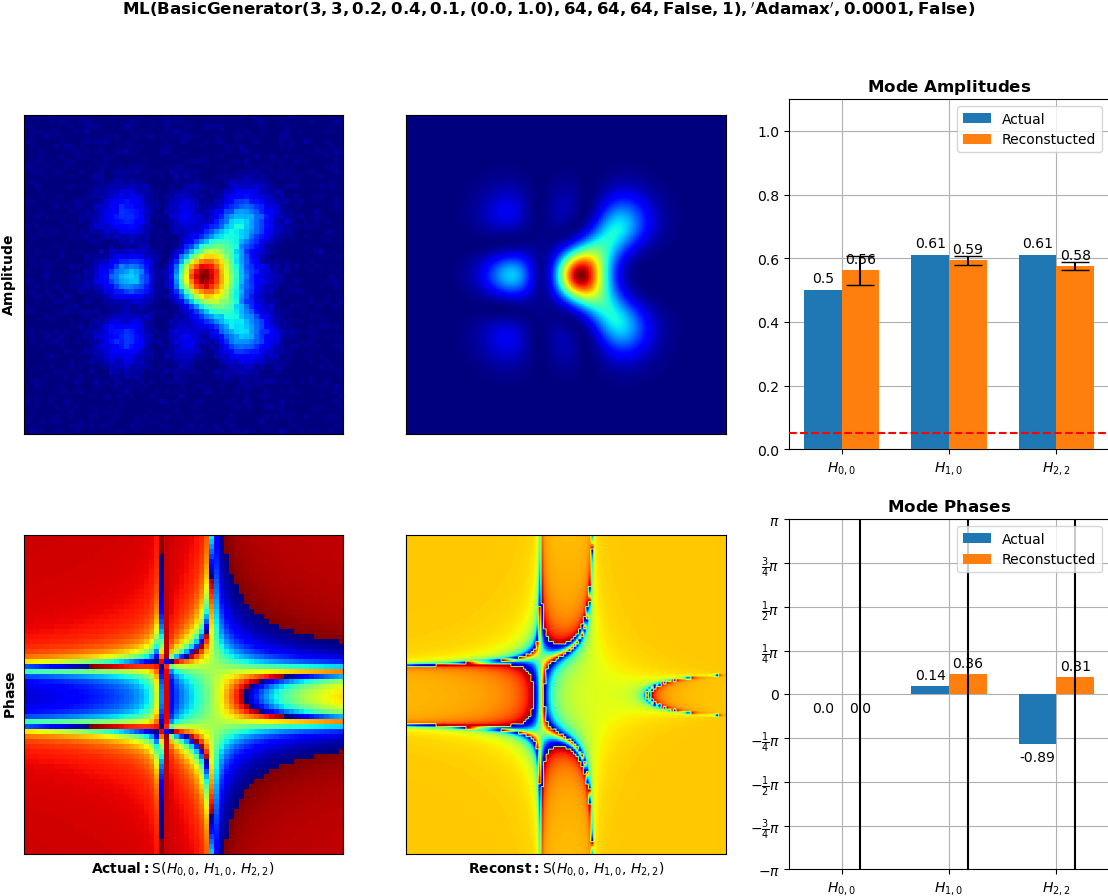 ML(BasicGenerator(3, 3, 0.2, 0.4, 0.1, (0.0, 1.0), 64, 64, 64, False, 1), ′Adamax′, 0.0001, False)
Mode Amplitudes
Actual
Reconstucted
1.0
0.8
0.6
0.4
0.2
0.0
0.5
0.56
0.61
0.59
0.61
0.58
H0,0
H1,0
H2,2
Amplitude
Mode Phases
Actual
Reconstucted
π
3/4π
1/2π
1/4π
0
−1/4π
−1/2π
−3/4π
−π
0.0
0.0
0.14
0.36
-0.89
0.31
H0,0
H1,0
H2,2
Phase
Actual: S(H0,0, H1,0, H2,2)
Reconst: S(H0,0, H1,0, H2,2)